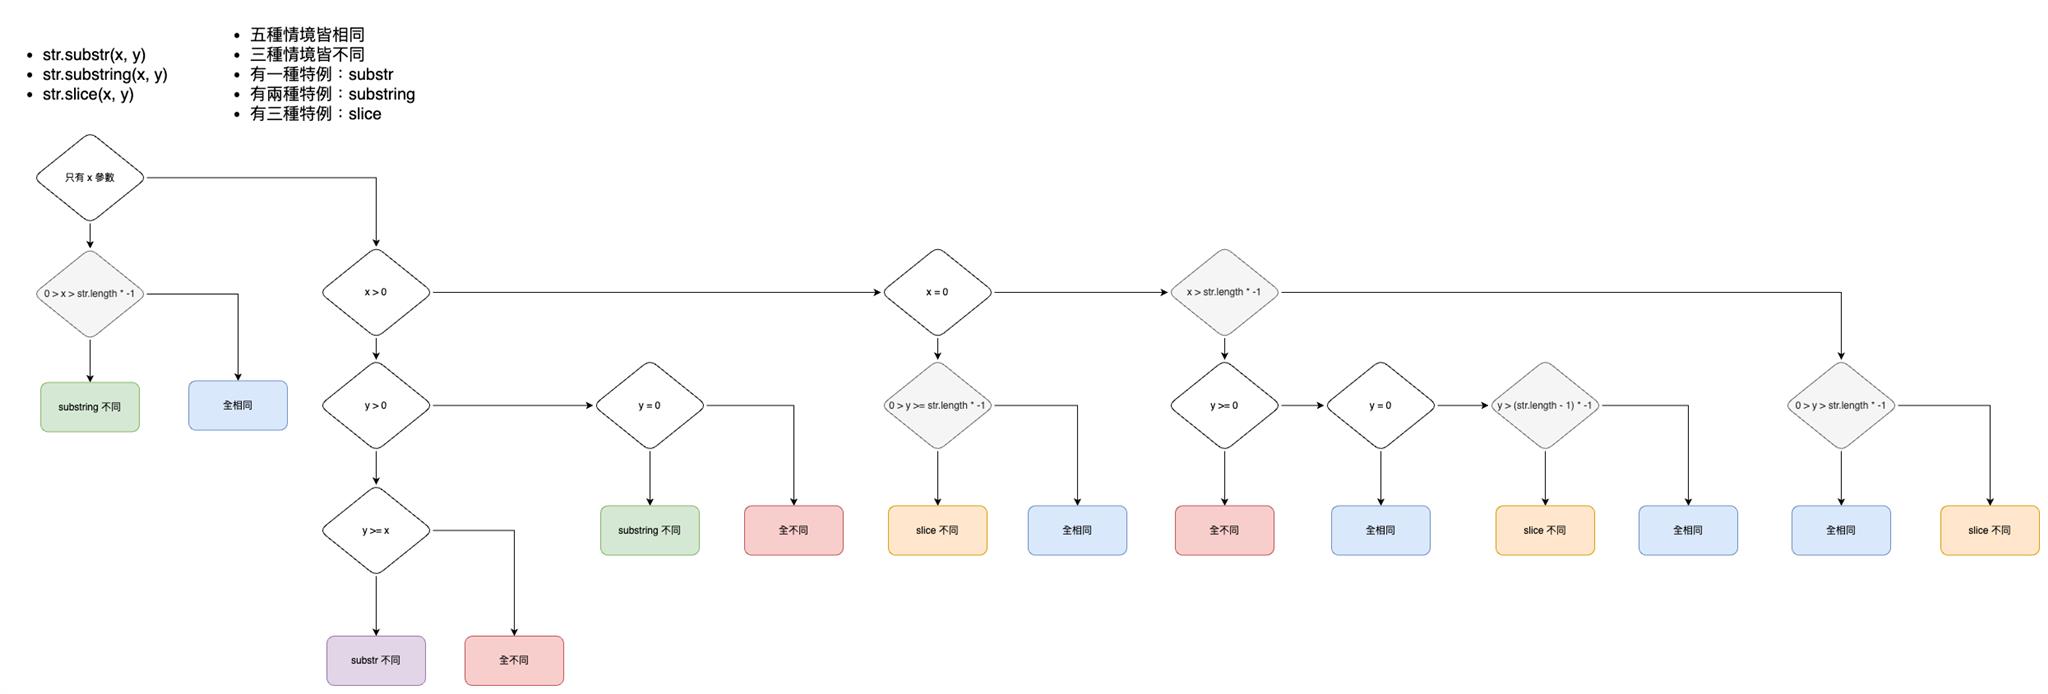 str.substr(x, y)
str.substring(x, y)
str.slice(x, y)
五種情境皆相同
三種情境皆不同
有一種特例：substr
有兩種特例：substring
有三種特例：slice
只有 x 參數
0 > x > str.length * -1
x > 0
x = 0
x > str.length * -1
substring 不同
全相同
y > 0
y = 0
0 > y >= str.length * -1
y >= 0
y = 0
y > (str.length - 1) * -1
0 > y > str.length * -1
y >= x
substring 不同
全不同
slice 不同
全相同
全不同
全相同
slice 不同
全相同
全相同
slice 不同
substr 不同
全不同